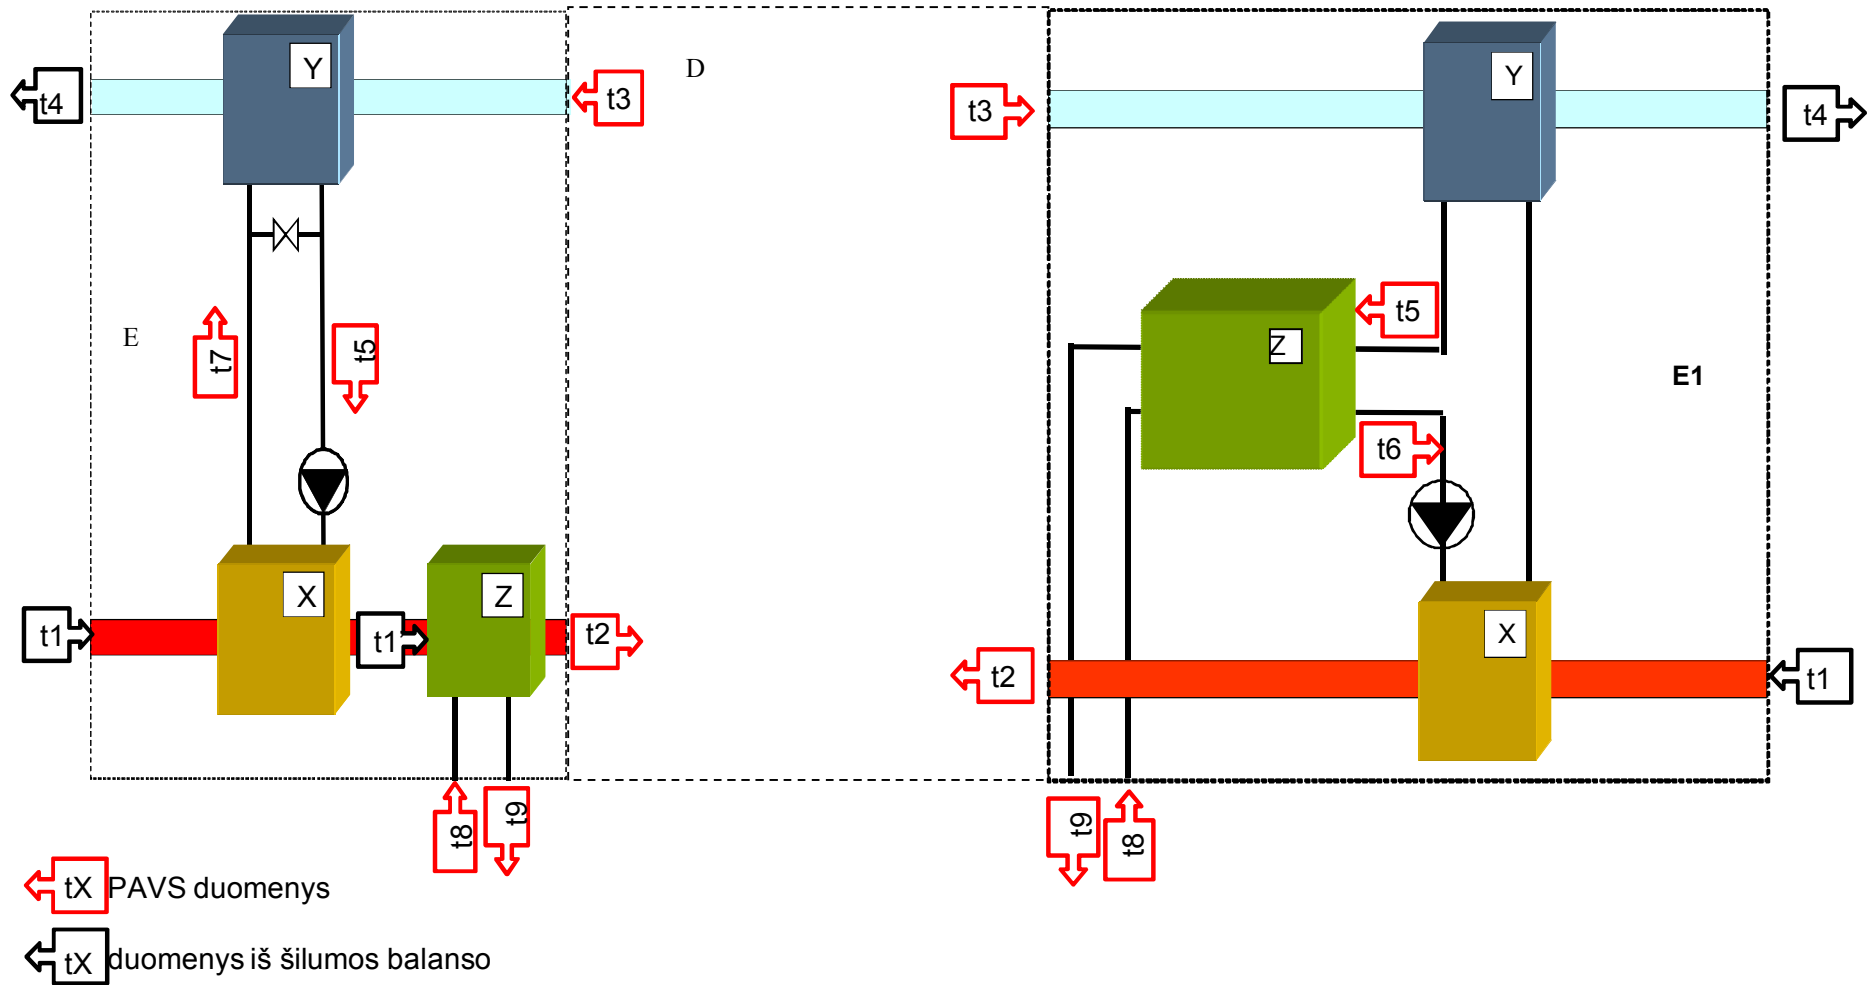 Y
D
Y
t4
t3
t3
t4
E
t7
t5
t5
Z
E1
t6
X
Z
X
t1
t1
t2
t2
t1
t8
t9
t9
t8
tX PAVS duomenys
tX duomenys iš šilumos balanso